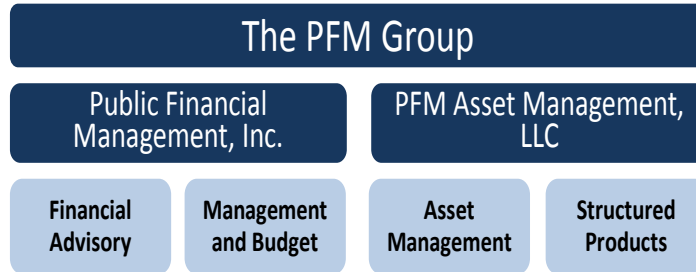 The PFM Group
Public Financial
Management, Inc.
PFM Asset Management,
LLC
Financial
Advisory
Management
and Budget
Asset
Management
Structured
Products